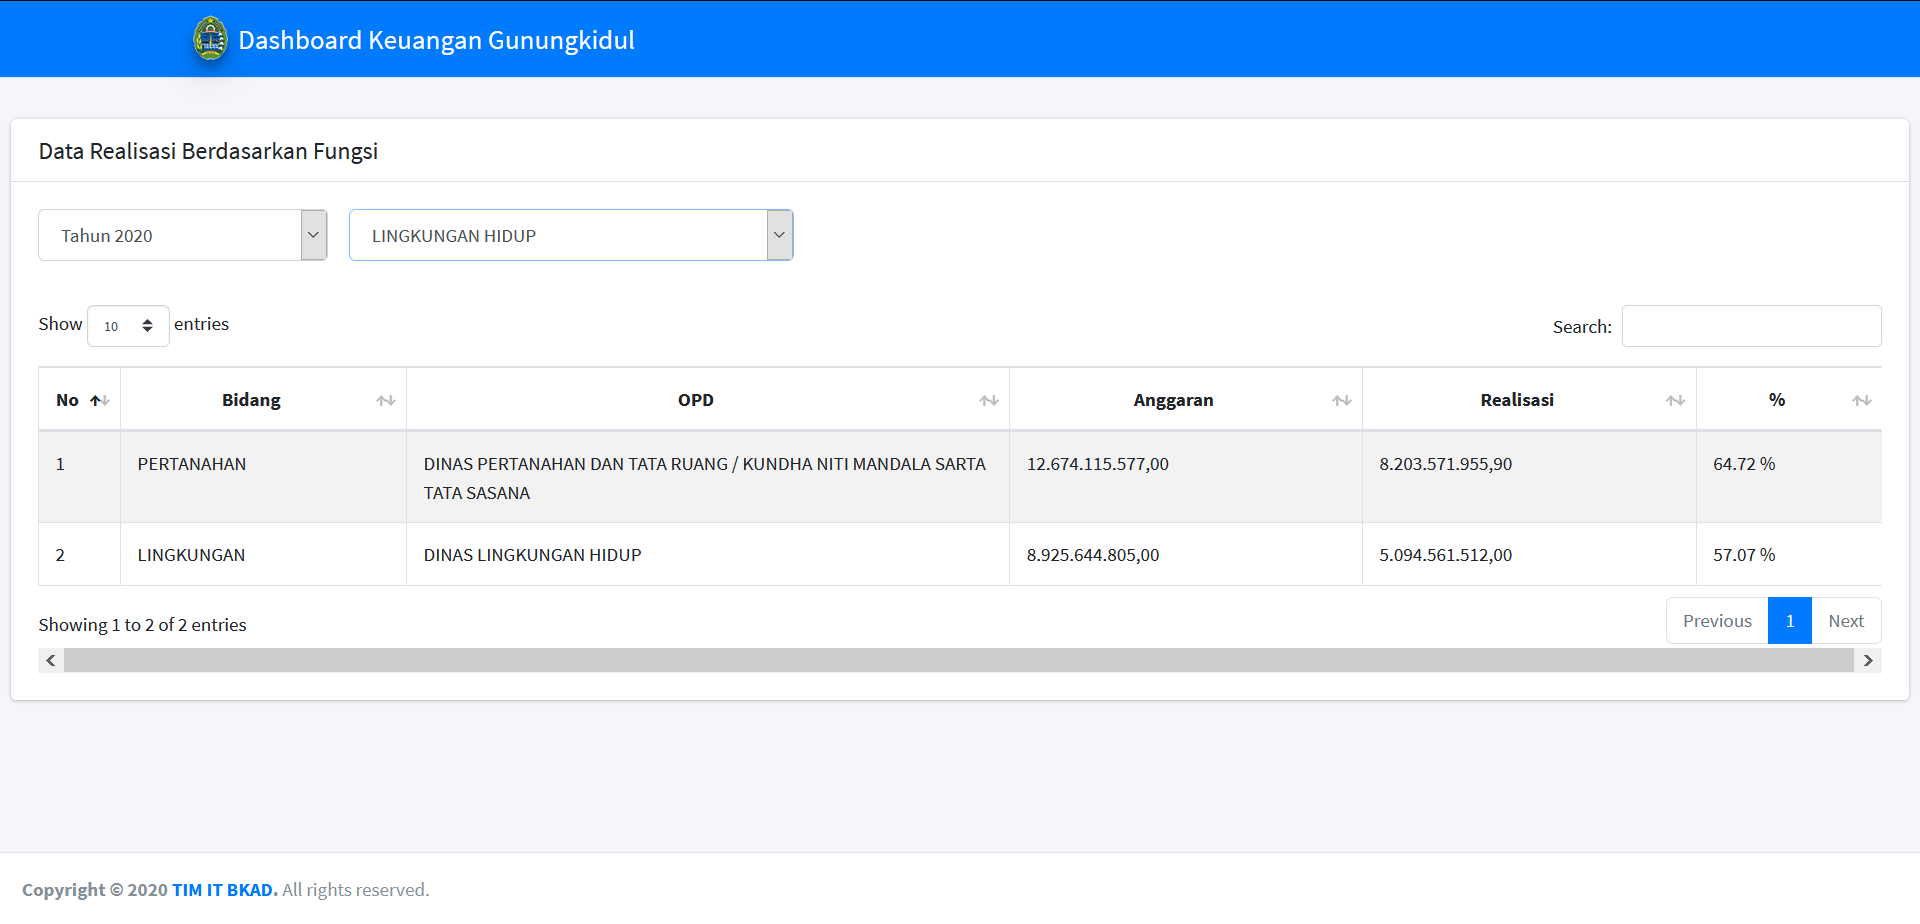 Dashboard Keuangan Gunungkidul
Data Realisasi Berdasarkan Fungsi
Tahun 2020
LINGKUNGAN HIDUP
Show 10 entries
Search:
No Bidang OPD Anggaran Realisasi %
1 PERTANAHAN DINAS PERTANAHAN DAN TATA RUANG / KUNDHA NITI MANDALA SARTA 12.674.115.577,00 8.203.571.955,90 64.72 %
TATA SASANA
2 LINGKUNGAN DINAS LINGKUNGAN HIDUP 8.925.644.805,00 5.094.561.512,00 57.07 %
Showing 1 to 2 of 2 entries
Previous 1 Next
Copyright © 2020 TIM IT BKAD. All rights reserved.